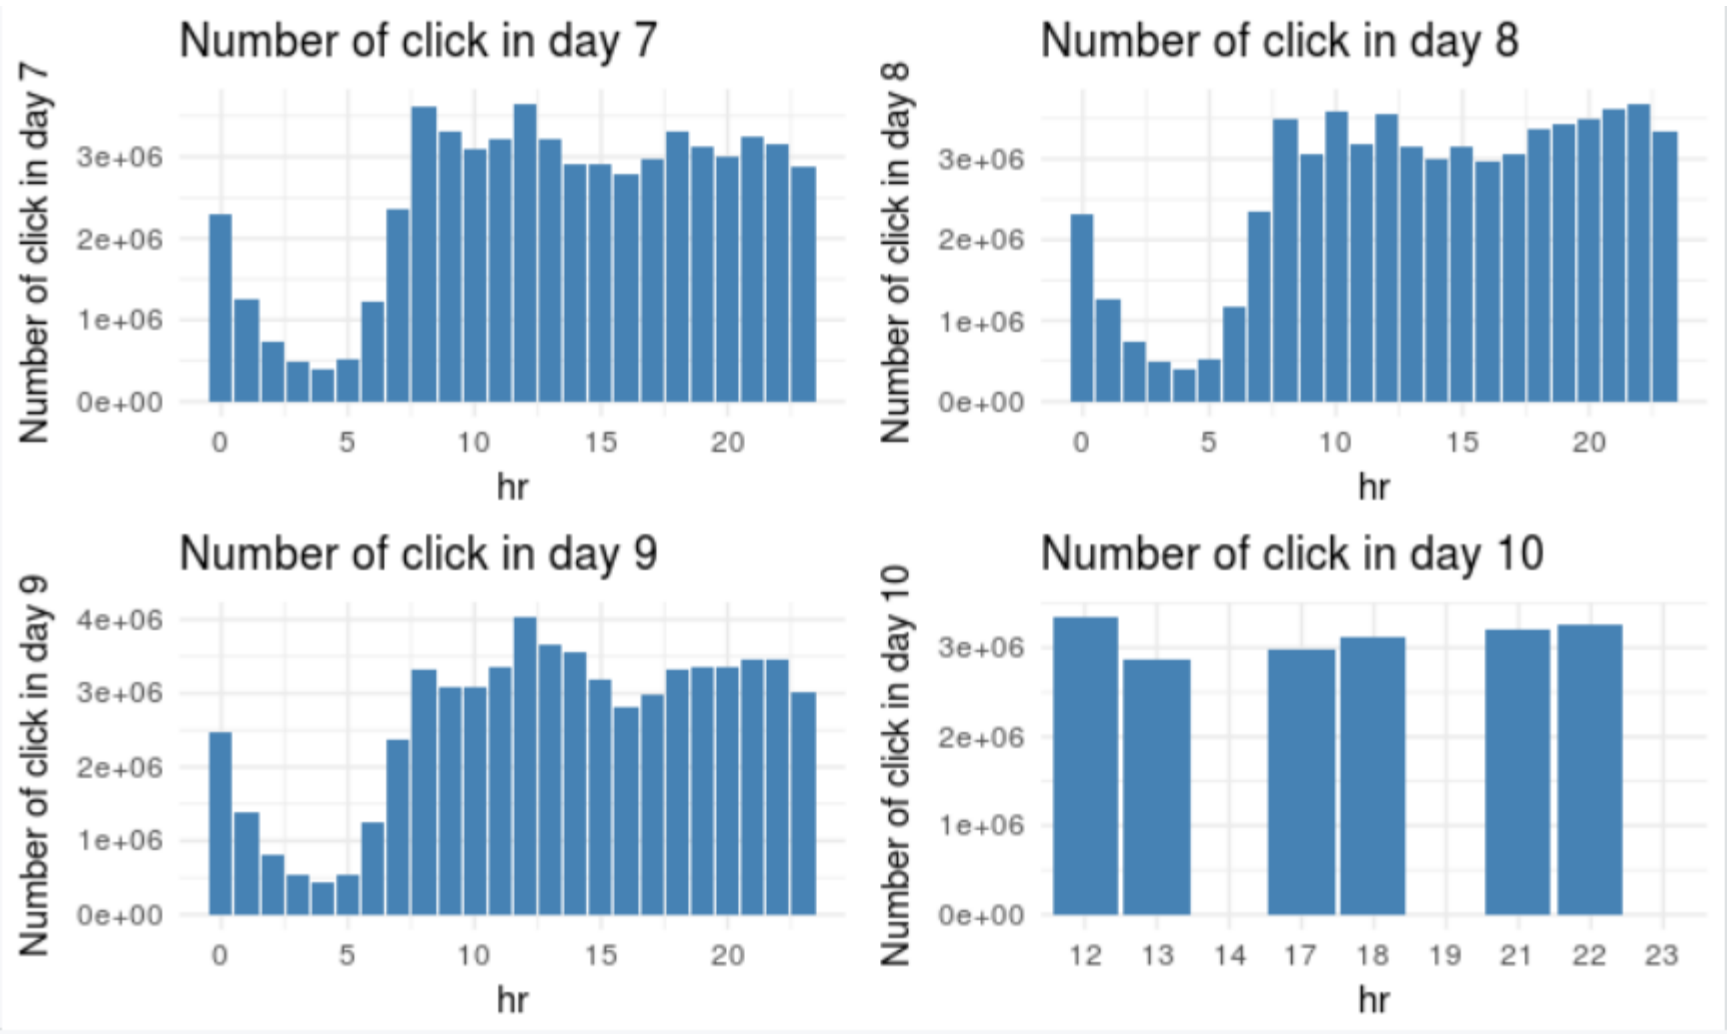 Number of click in day 7
Number of click in day 7
3e+06
2e+06
1e+06
0e+00
0 5 10 15 20
hr
Number of click in day 8
Number of click in day 8
3e+06
2e+06
1e+06
0e+00
0 5 10 15 20
hr
Number of click in day 9
Number of click in day 9
4e+06
3e+06
2e+06
1e+06
0e+00
0 5 10 15 20
hr
Number of click in day 10
Number of click in day 10
3e+06
2e+06
1e+06
0e+00
12 13 14 17 18 19 21 22 23
hr